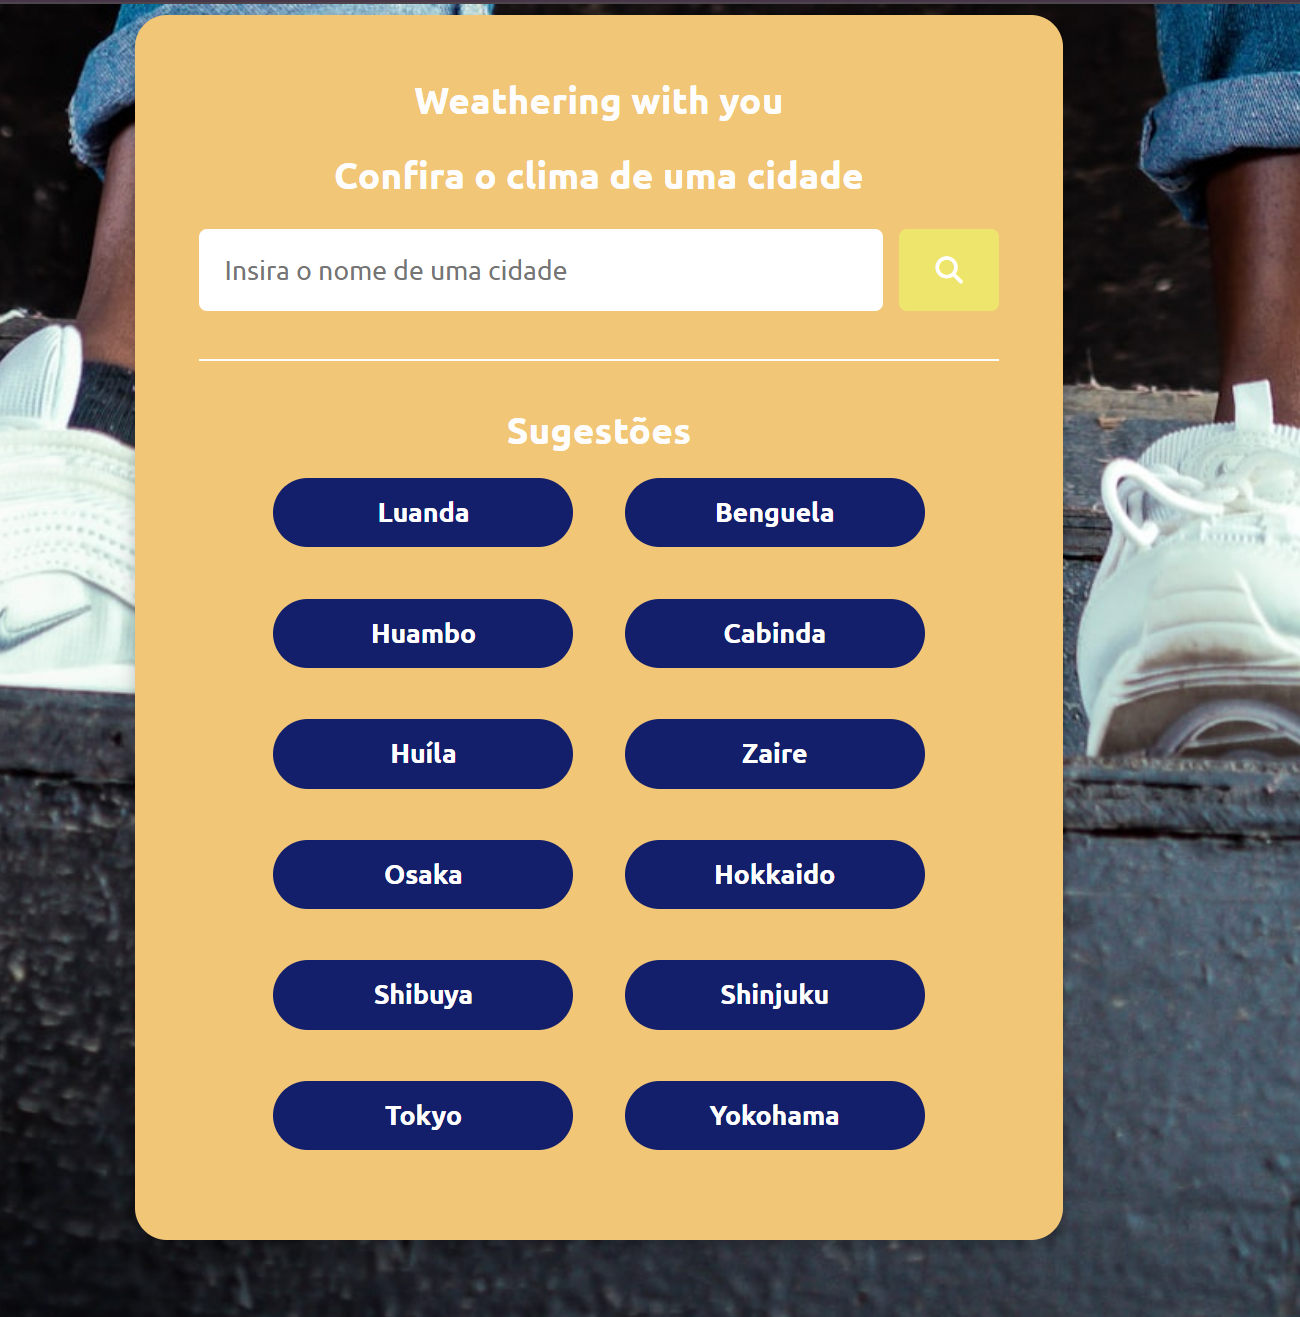 Weathering with you
Confira o clima de uma cidade
Insira o nome de uma cidade
Sugestões
Luanda
Benguela
Huambo
Cabinda
Huíla
Zaire
Osaka
Hokkaido
Shibuya
Shinjuku
Tokyo
Yokohama